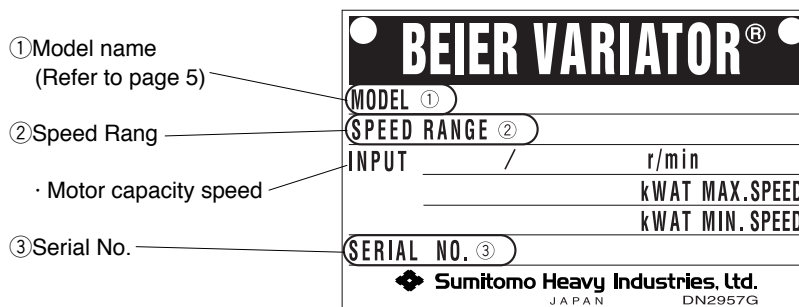 ①Model name
(Refer to page 5)
②Speed Rang
· Motor capacity speed
③Serial No.
BEIER VARIATOR®
MODEL ①
SPEED RANGE ②
INPUT / r/min
kWAT MAX.SPEED
kWAT MIN. SPEED
SERIAL NO. ③
Sumitomo Heavy Industries, Ltd.
JAPAN DN2957G